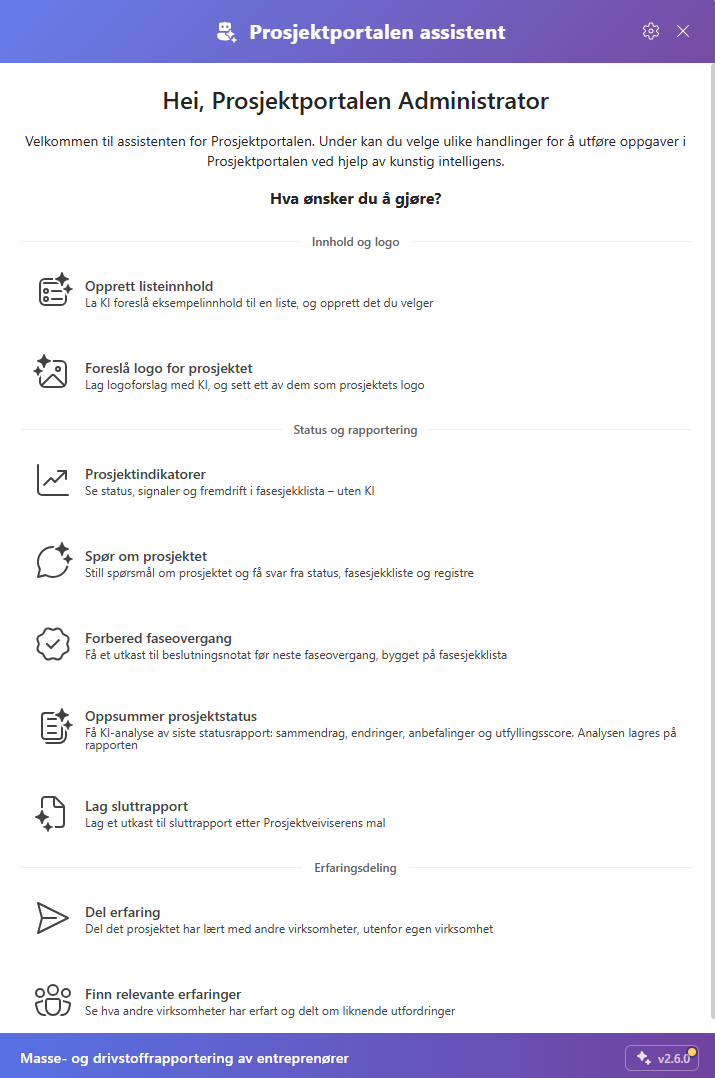 Prosjektportalen assistent
Hei, Prosjektportalen Administrator
Velkommen til assistenten for Prosjektportalen. Under kan du velge ulike handlinger for å utføre oppgaver i
Prosjektportalen ved hjelp av kunstig intelligens.
Hva ønsker du å gjøre?
Innhold og logo
Opprett listeinnhold
La KI foreslå eksempelinnhold til en liste, og opprett det du velger
Foreslå logo for prosjektet
Lag logoforslag med KI, og sett ett av dem som prosjektets logo
Status og rapportering
Prosjektindikatorer
Se status, signaler og fremdrift i fasesjekklista – uten KI
Spør om prosjektet
Still spørsmål om prosjektet og få svar fra status, fasesjekkliste og registre
Forbered faseovergang
Få et utkast til beslutningsnotat før neste faseovergang, bygget på fasesjekklista
Oppsummer prosjektstatus
Få KI-analyse av siste statusrapport: sammendrag, endringer, anbefalinger og utfyllingsscore. Analysen lagres på
rapporten
Lag sluttrapport
Lag et utkast til sluttrapport etter Prosjektveiviserens mal
Erfaringsdeling
Del erfaring
Del det prosjektet har lært med andre virksomheter, utenfor egen virksomhet
Finn relevante erfaringer
Se hva andre virksomheter har erfart og delt om liknende utfordringer
Masse- og drivstoffrapportering av entreprenører
v2.6.0